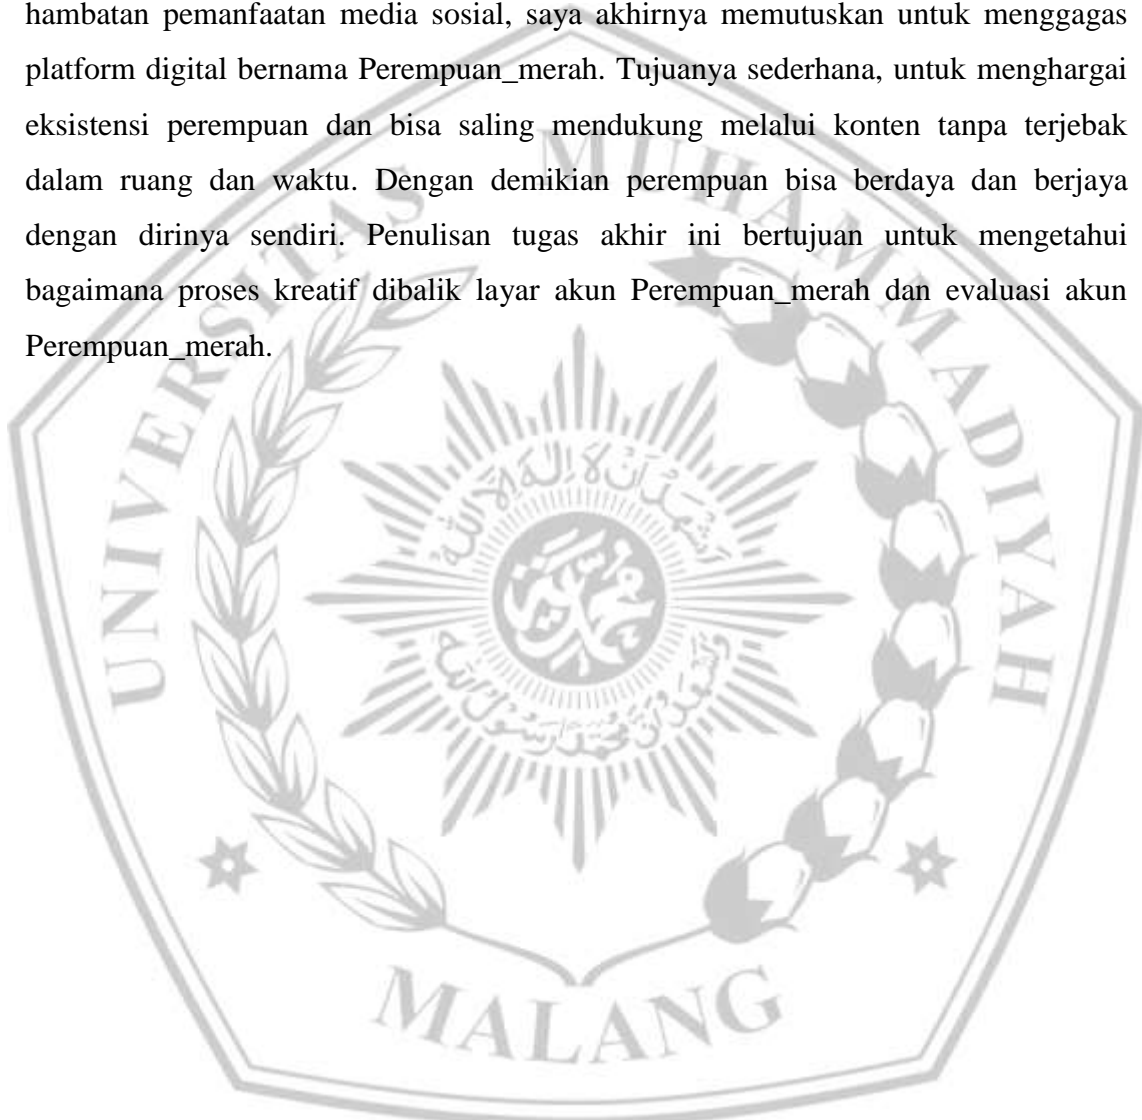 hambatan pemanfaatan media sosial, saya akhirnya memutuskan untuk menggagas
platform digital bernama Perempuan_merah. Tujuanya sederhana, untuk menghargai
eksistensi perempuan dan bisa saling mendukung melalui konten tanpa terjebak
dalam ruang dan waktu. Dengan demikian perempuan bisa berdaya dan berjaya
dengan dirinya sendiri. Penulisan tugas akhir ini bertujuan untuk mengetahui
bagaimana proses kreatif dibalik layar akun Perempuan_merah dan evaluasi akun
Perempuan_merah.
UNIVERSITAS MUHAMMADIYAH
MALANG